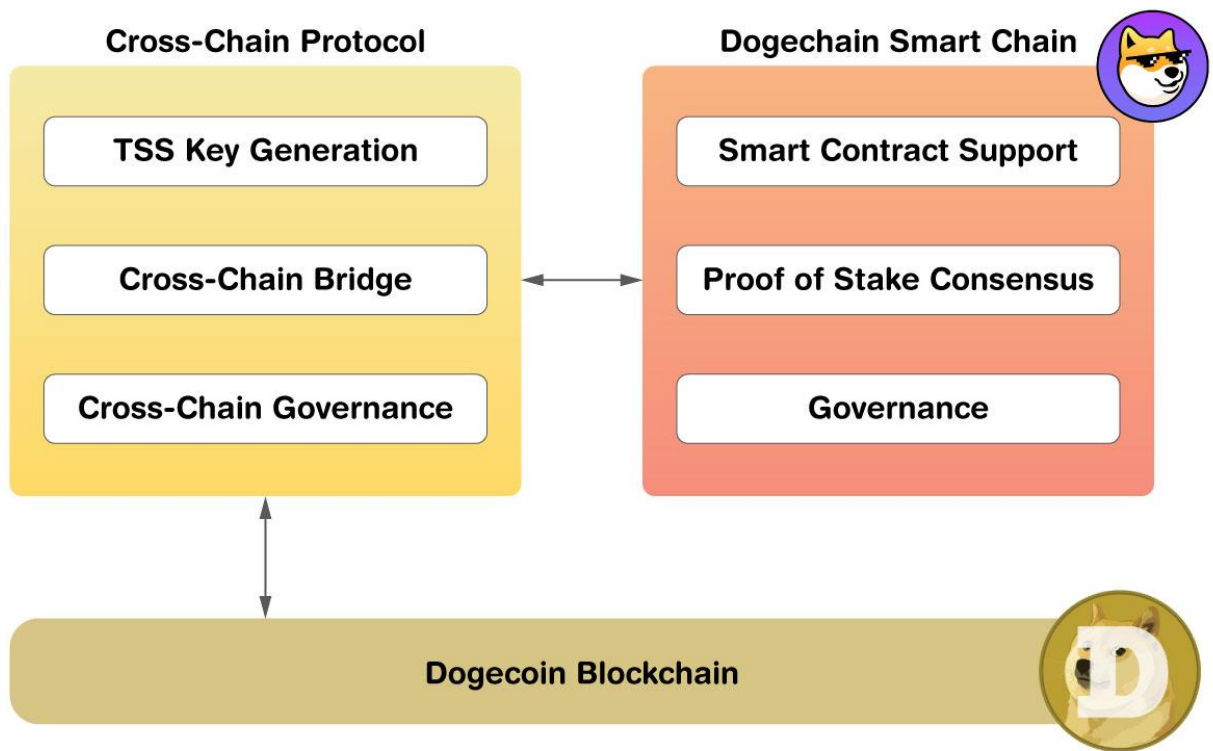 Cross-Chain Protocol
TSS Key Generation
Cross-Chain Bridge
Cross-Chain Governance
Dogechain Smart Chain
Smart Contract Support
Proof of Stake Consensus
Governance
Dogecoin Blockchain
D